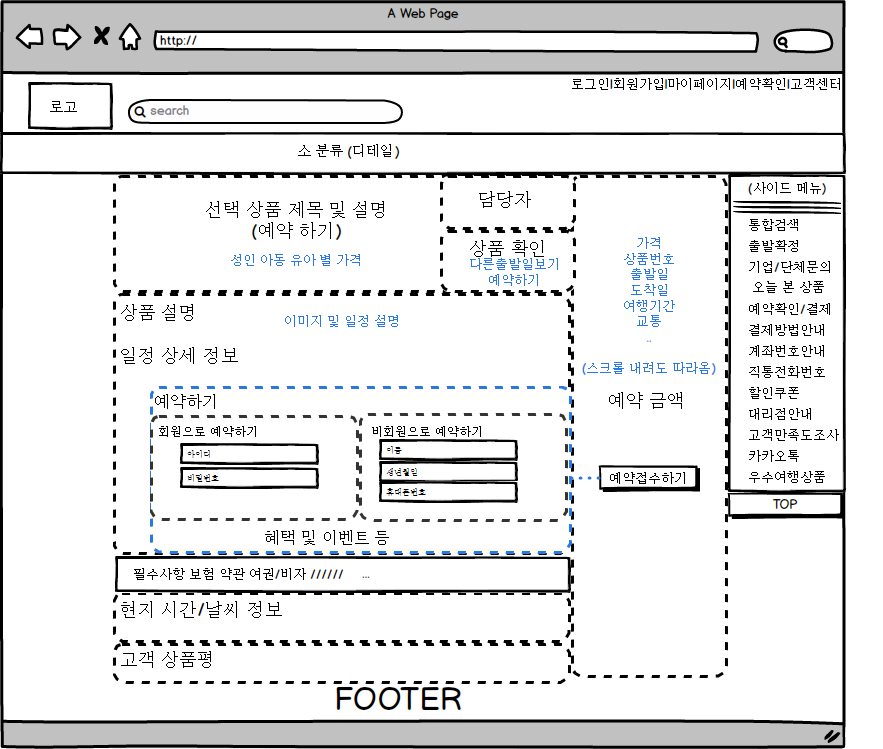 A Web Page
http://
로그인|회원가입|마이페이지|예약확인|고객센터
로고
search
소 분류 (디테일)
선택 상품 제목 및 설명
(예약 하기)
성인 아동 유아 별 가격
담당자
상품 확인
다른출발일보기
예약하기
가격
상품번호
출발일
도착일
여행기간
교통
..
(스크롤 내려도 따라옴)
예약 금액
예약접수하기
(사이드 메뉴)
통합검색
출발확정
기업/단체문의
오늘 본 상품
예약확인/결제
결제방법안내
계좌번호안내
직통전화번호
할인쿠폰
대리점안내
고객만족도조사
카카오톡
우수여행상품
TOP
상품 설명
이미지 및 일정 설명
일정 상세 정보
예약하기
회원으로 예약하기
아이디
비밀번호
비회원으로 예약하기
이름
생년월일
휴대폰번호
혜택 및 이벤트 등
필수사항 보험 약관 여권/비자 ////// ...
현지 시간/날씨 정보
고객 상품평
FOOTER